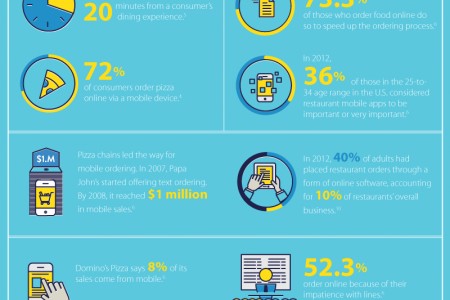 20 minutes from a consumer's
dining experience.
of those who order food online do
so to speed up the ordering process.
72%
of consumers order pizza
online via a mobile device.
In 2012,
36% of those in the 25-to-
34 age range in the U.S. considered
restaurant mobile apps to be
important or very important.
$1M
Pizza chains led the way for
mobile ordering. In 2007, Papa
John's started offering text ordering.
By 2008, it reached $1 million
in mobile sales.
In 2012, 40% of adults had
placed restaurant orders through a
form of online software, accounting
for 10% of restaurants' overall
business.
Domino's Pizza says 8% of its
sales come from mobile.
52.3%
order online because of their
impatience with lines.